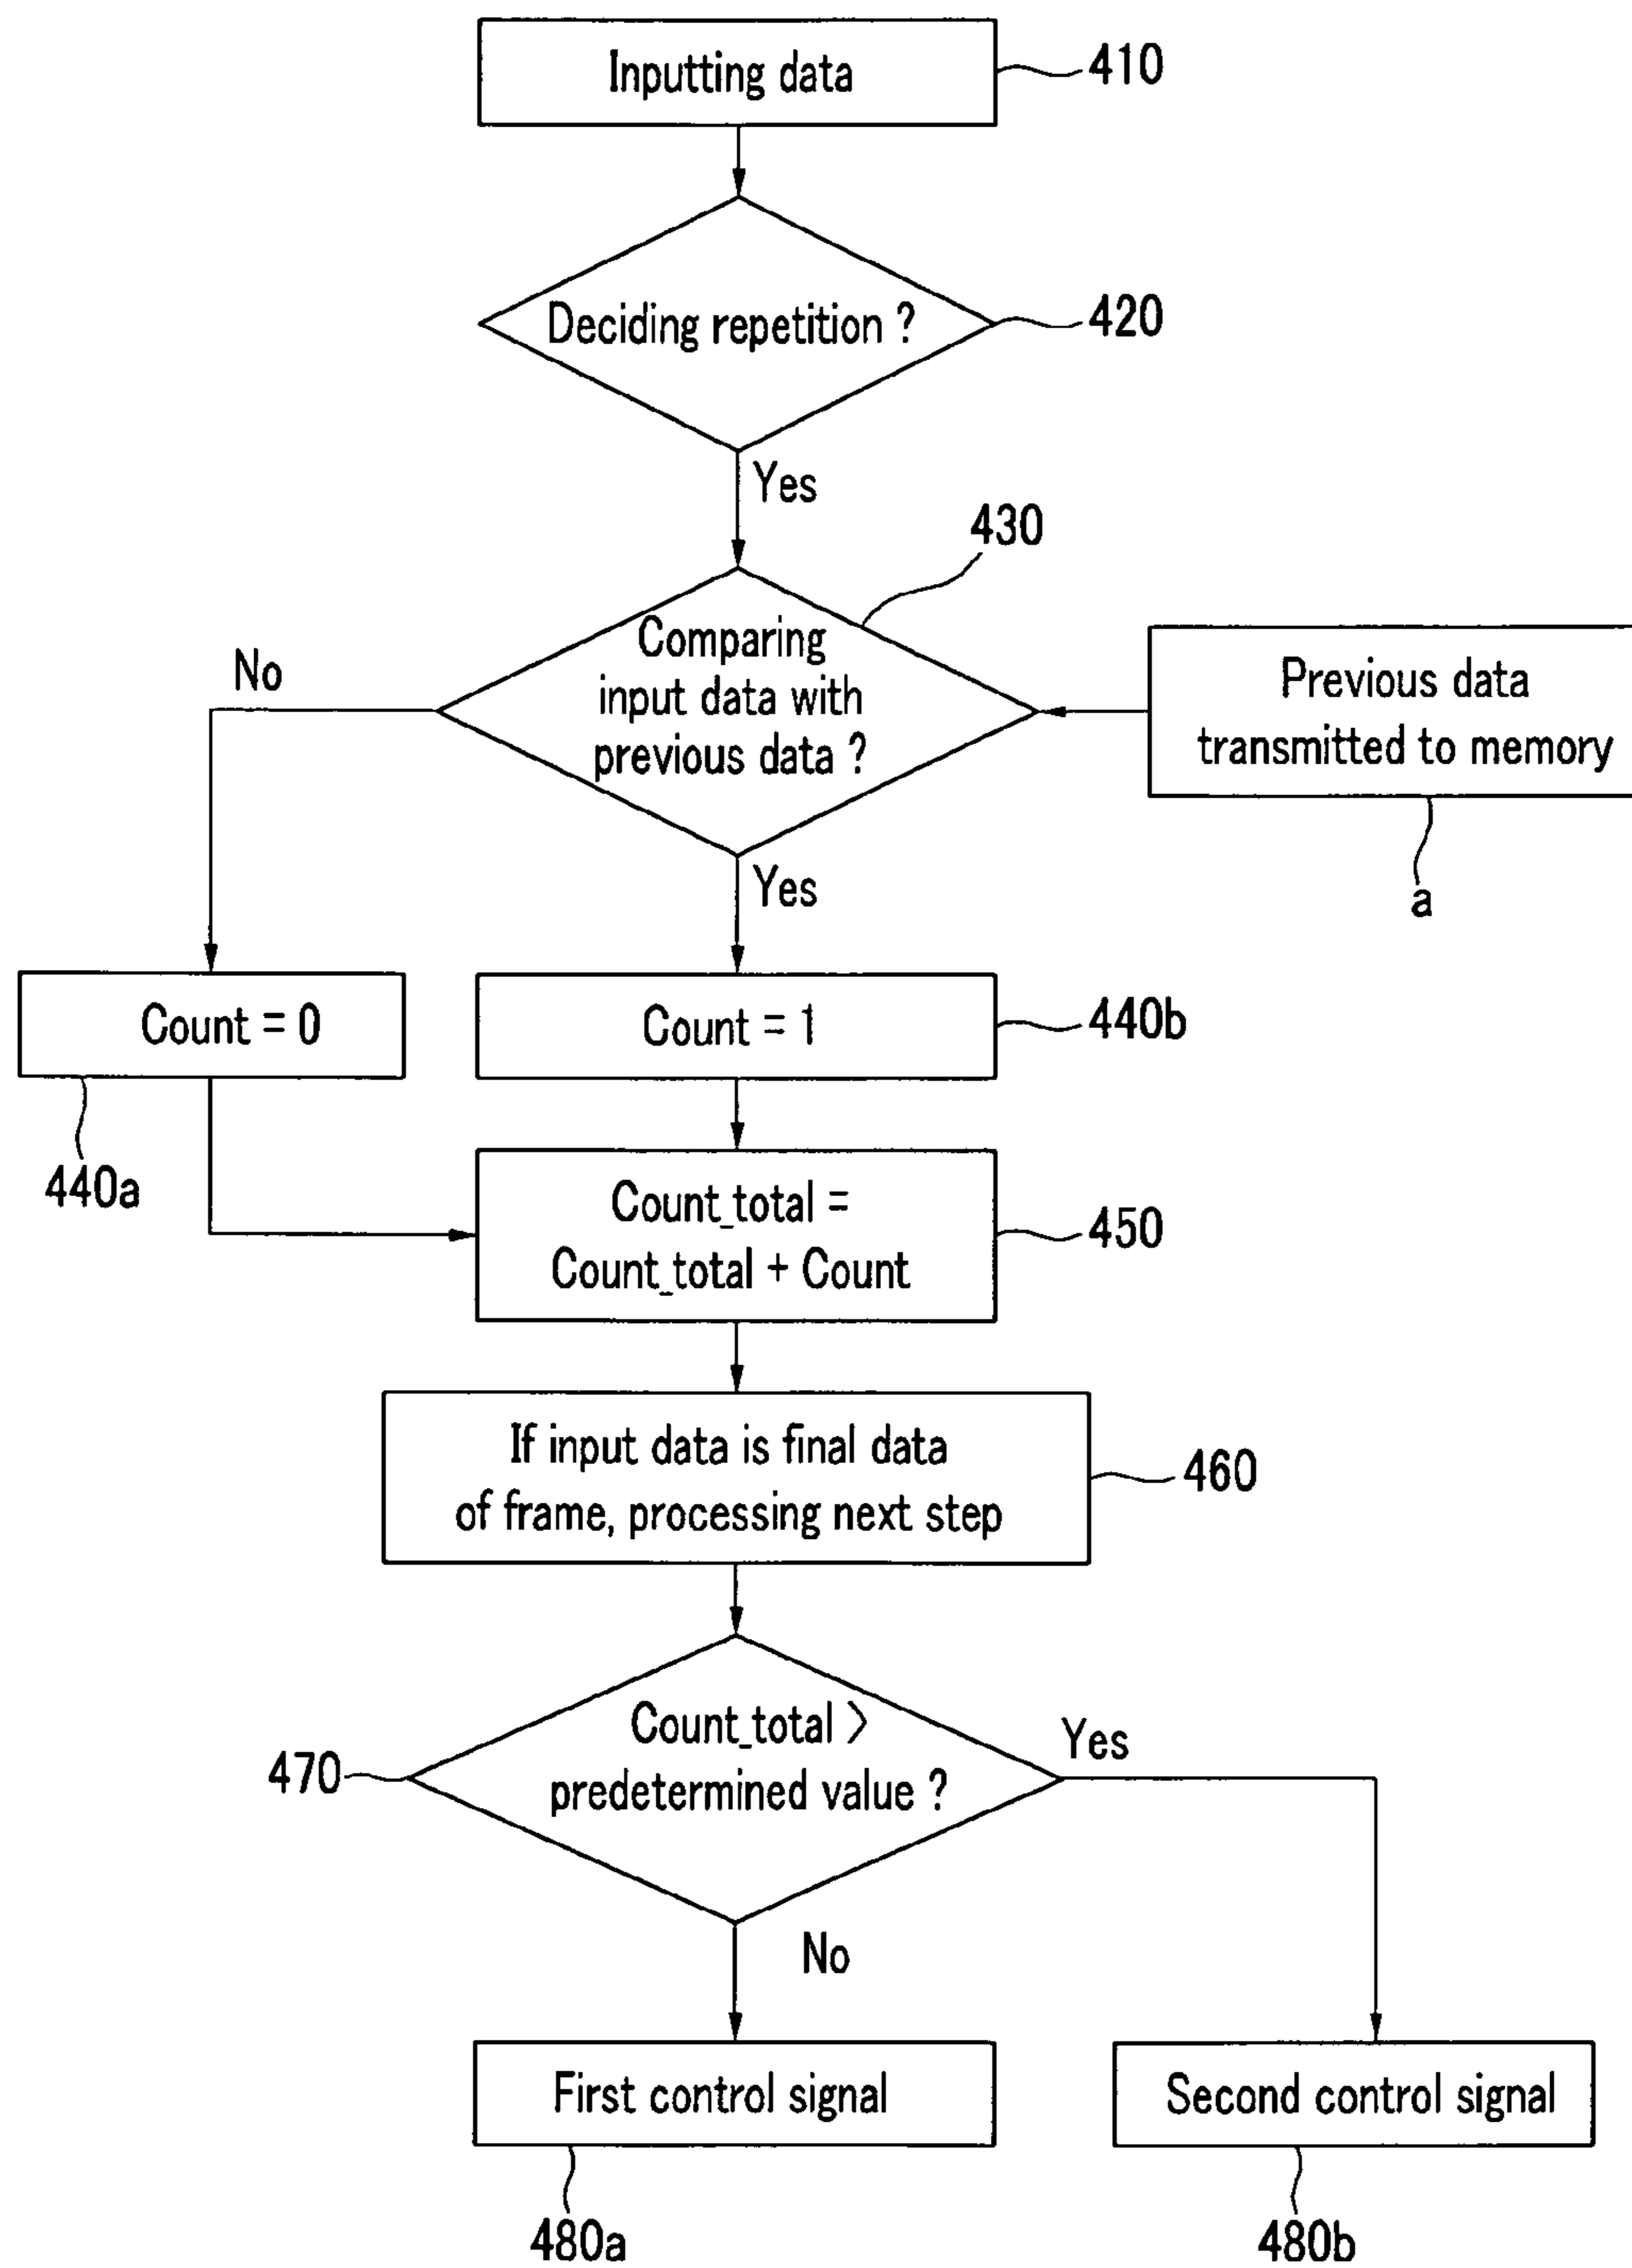 Inputting data
410
Deciding repetition ?
420
Yes
430
Comparing
input data with
previous data ?
No
Previous data
transmitted to memory
a
Yes
Count = 0
Count = 1
440b
440a
Count_total =
Count_total + Count
450
If input data is final data
of frame, processing next step
460
Count_total >
predetermined value ?
470
Yes
No
First control signal
Second control signal
480a
480b